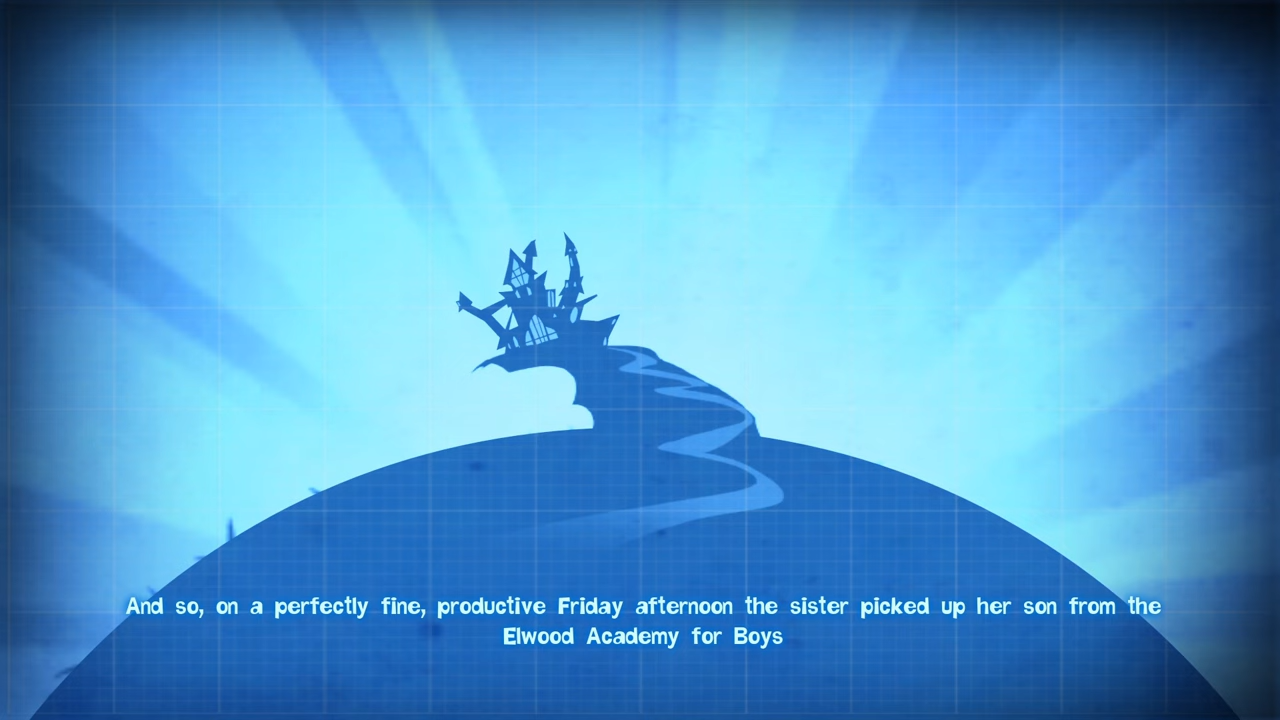 And so, on a perfectly fine, productive Friday afternoon the sister picked up her son from the
Elwood Academy for Boys